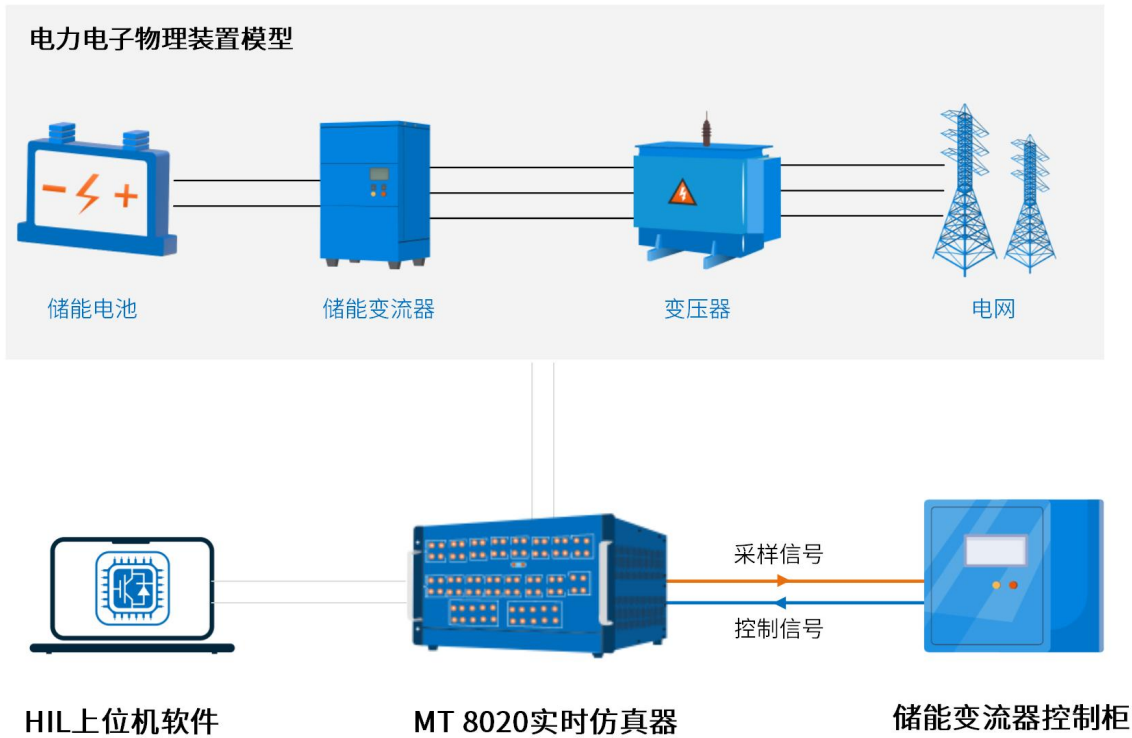 电力电子物理装置模型
储能电池
储能变流器
变压器
电网
采样信号
控制信号
HIL上位机软件
MT 8020实时仿真器
储能变流器控制柜